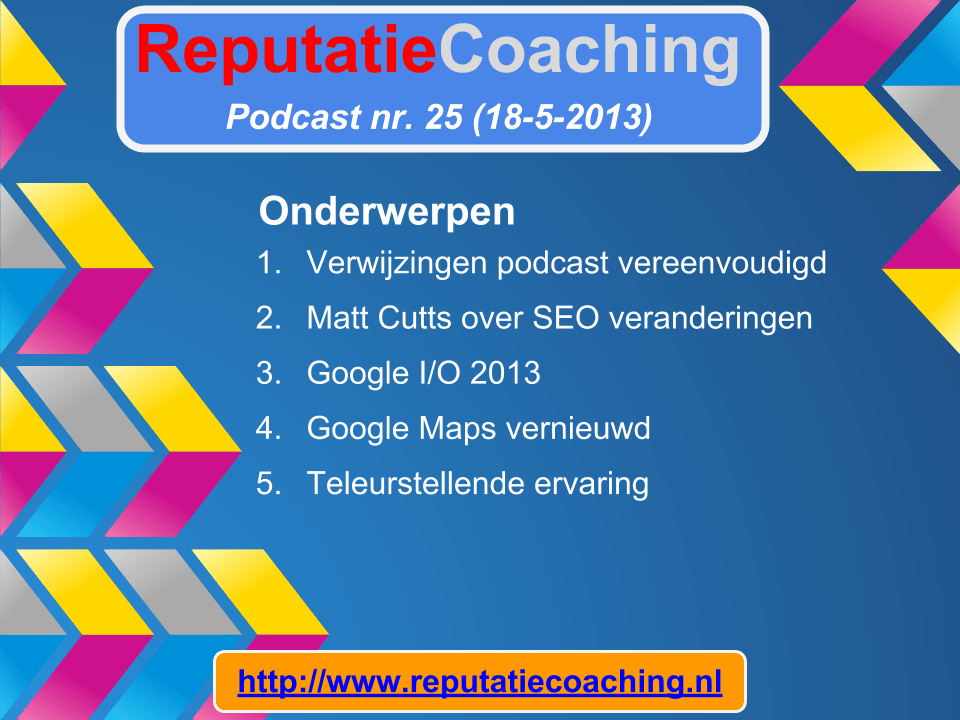 ReputatieCoaching
Podcast nr. 25 (18-5-2013)
Onderwerpen
1. Verwijzingen podcast vereenvoudigd
2. Matt Cutts over SEO veranderingen
3. Google I/O 2013
4. Google Maps vernieuwd
5. Teleurstellende ervaring
http://www.reputatiecoaching.nl